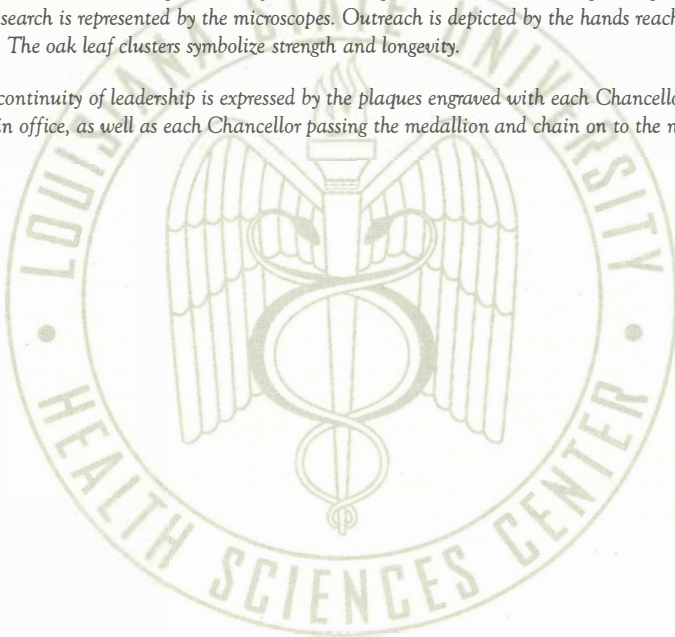 search is represented by the microscopes. Outreach is depicted by the hands reach
The oak leaf clusters symbolize strength and longevity.
continuity of leadership is expressed by the plaques engraved with each Chancello
in office, as well as each Chancellor passing the medallion and chain on to the n
LOUISIANA STATE UNIVERSITY
HEALTH SCIENCES CENTER